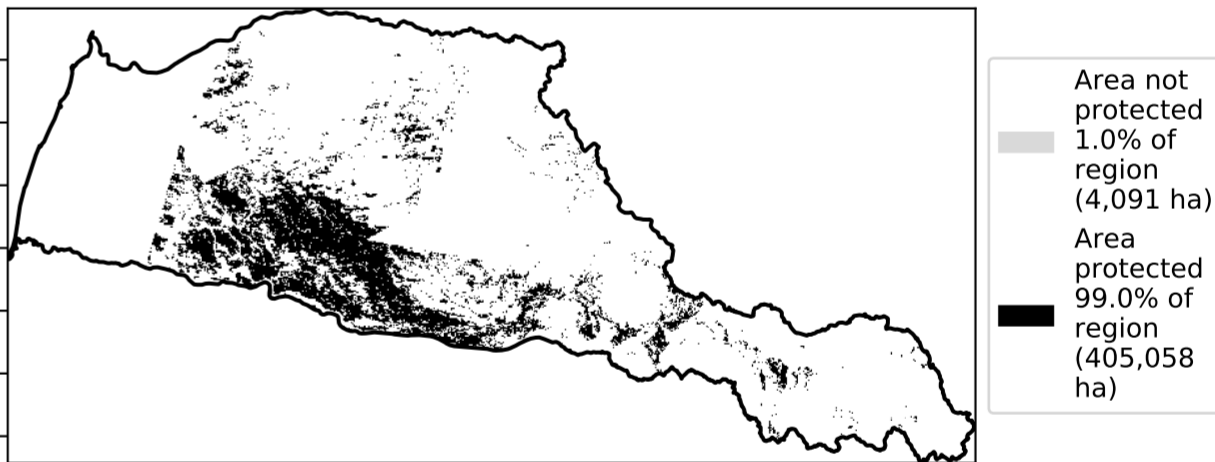 Area not
protected
1.0% of
region
(4,091 ha)
Area
protected
99.0% of
region
(405,058
ha)